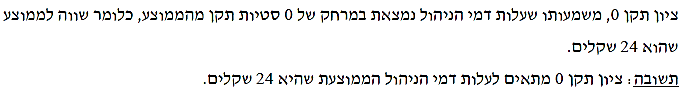 ציון תקן 0, משמעותו שעלות דמי הניהול נמצאת במרחק של 0 סטיות תקן מהממוצע, כלומר שווה לממוצע
שהוא 24 שקלים.
תשובה: ציון תקן 0 מתאים לעלות דמי הניהול הממוצעת שהיא 24 שקלים.